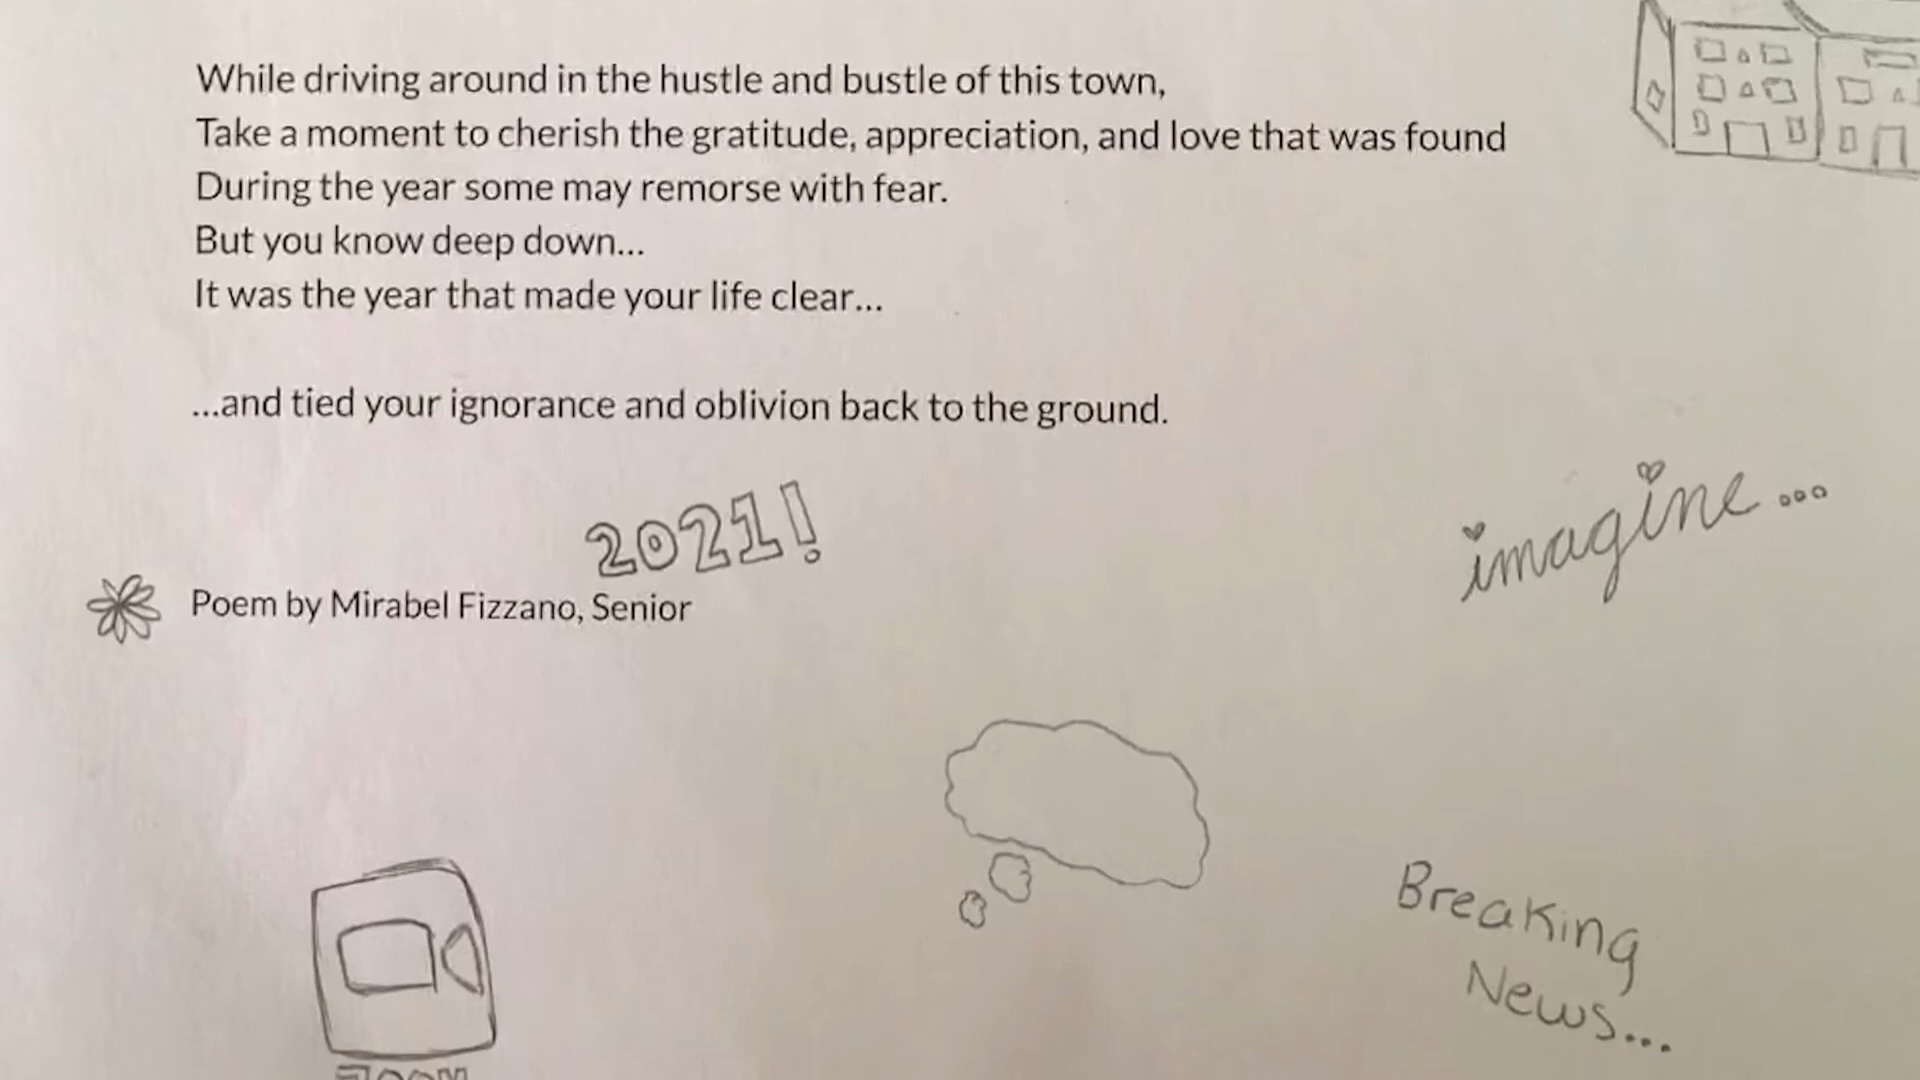 While driving around in the hustle and bustle of this town,
Take a moment to cherish the gratitude, appreciation, and love that was found
During the year some may remorse with fear.
But you know deep down...
It was the year that made your life clear...
...and tied your ignorance and oblivion back to the ground.
2021!
imagine...
Poem by Mirabel Fizzano, Senior
Breaking
News...